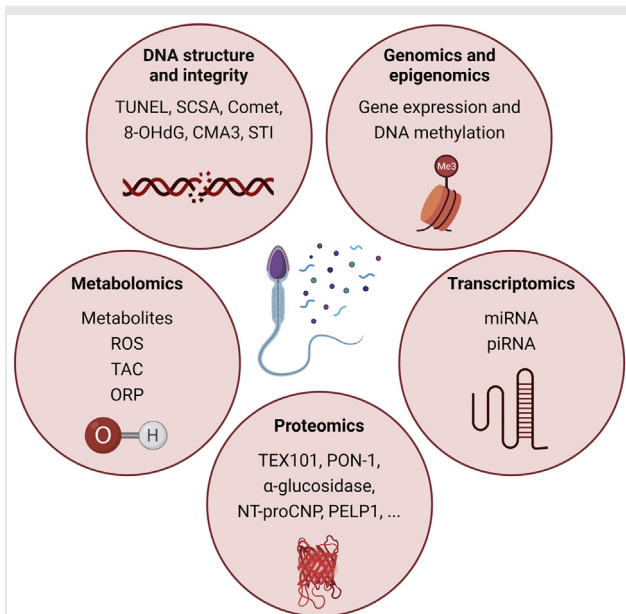 DNA structure
and integrity
TUNEL, SCSA, Comet,
8-OHdG, CMA3, STI
Genomics and
epigenomics
Gene expression and
DNA methylation
Me3
Metabolomics
Metabolites
ROS
TAC
ORP
O H
Transcriptomics
miRNA
piRNA
Proteomics
TEX101, PON-1,
α-glucosidase,
NT-proCNP, PELP1, ...